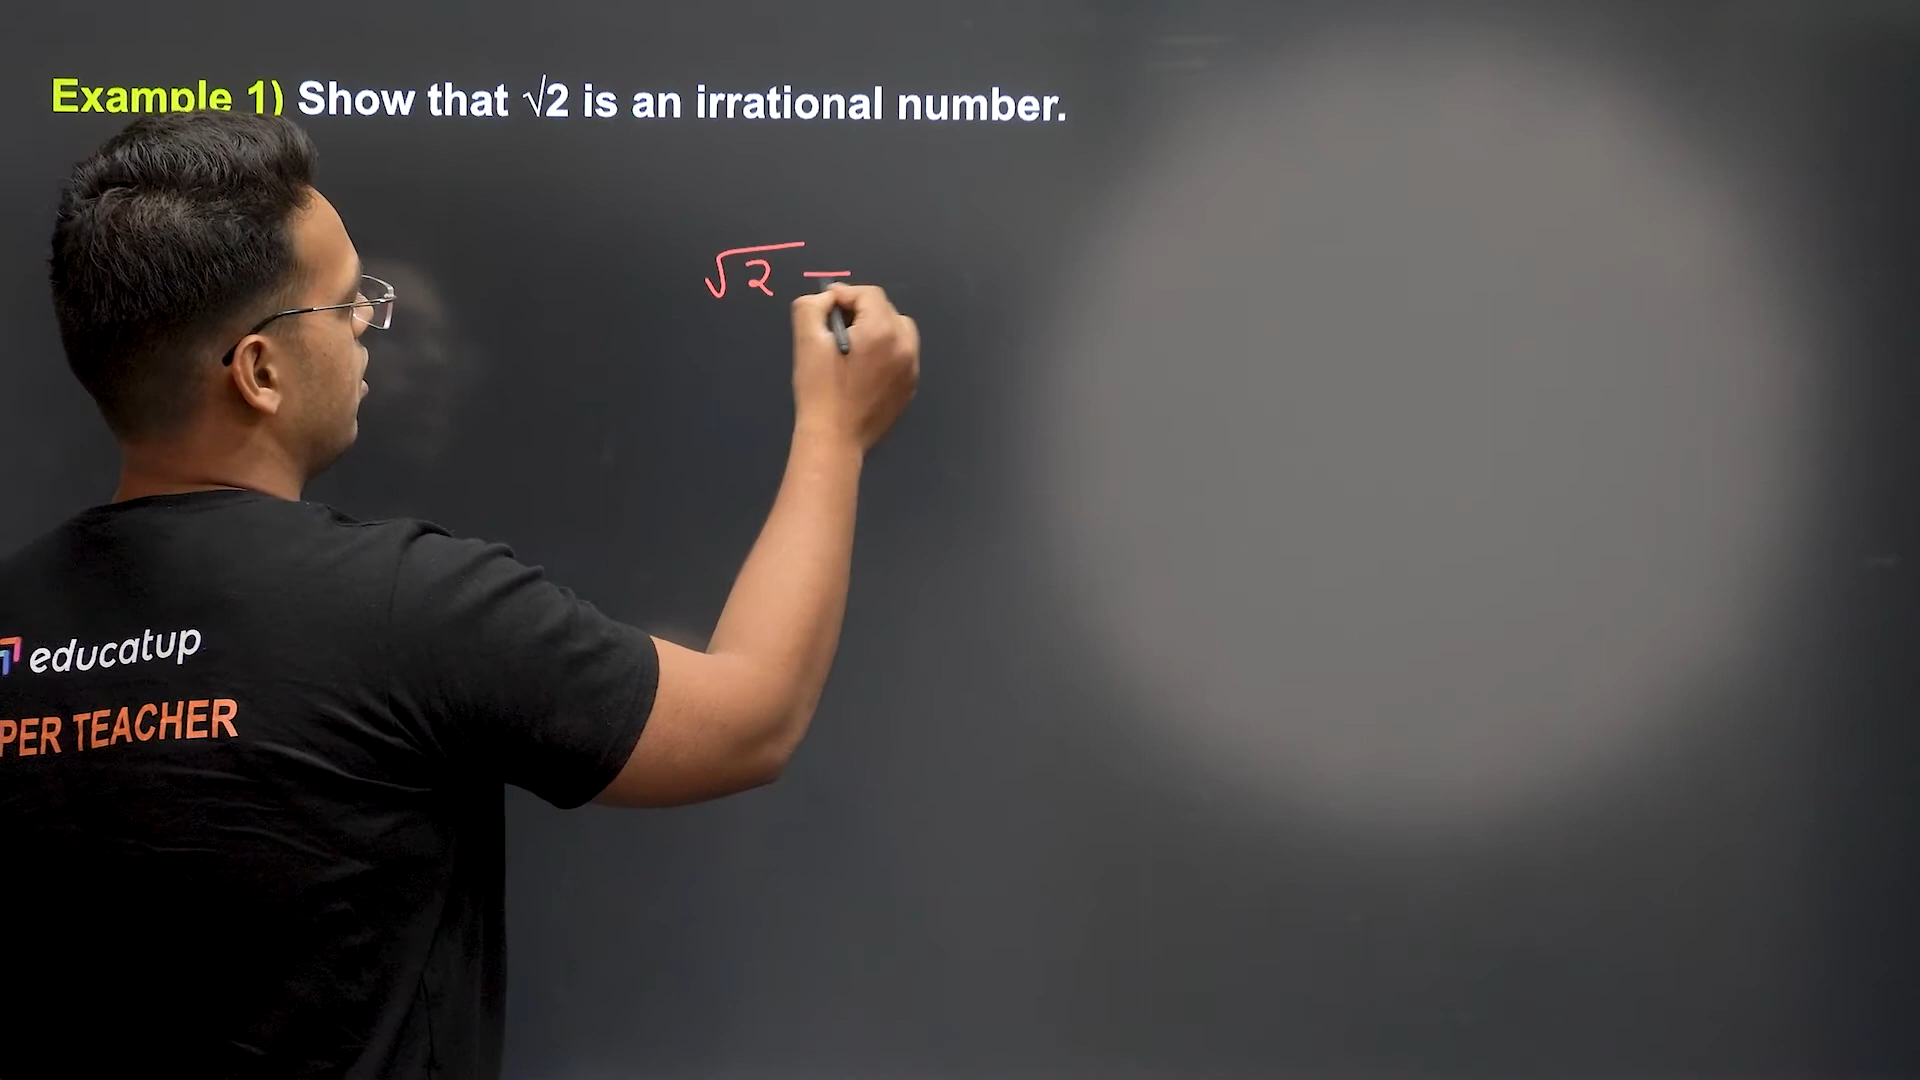 Example 1) Show that √2 is an irrational number.
√2
educatup
PER TEACHER